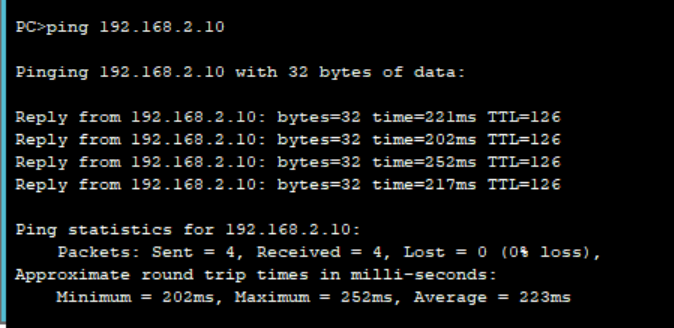 PC>ping 192.168.2.10
Pinging 192.168.2.10 with 32 bytes of data:
Reply from 192.168.2.10: bytes=32 time=221ms TTL=126
Reply from 192.168.2.10: bytes=32 time=202ms TTL=126
Reply from 192.168.2.10: bytes=32 time=252ms TTL=126
Reply from 192.168.2.10: bytes=32 time=217ms TTL=126
Ping statistics for 192.168.2.10:
Packets: Sent = 4, Received = 4, Lost = 0 (0% loss),
Approximate round trip times in milli-seconds:
Minimum = 202ms, Maximum = 252ms, Average = 223ms